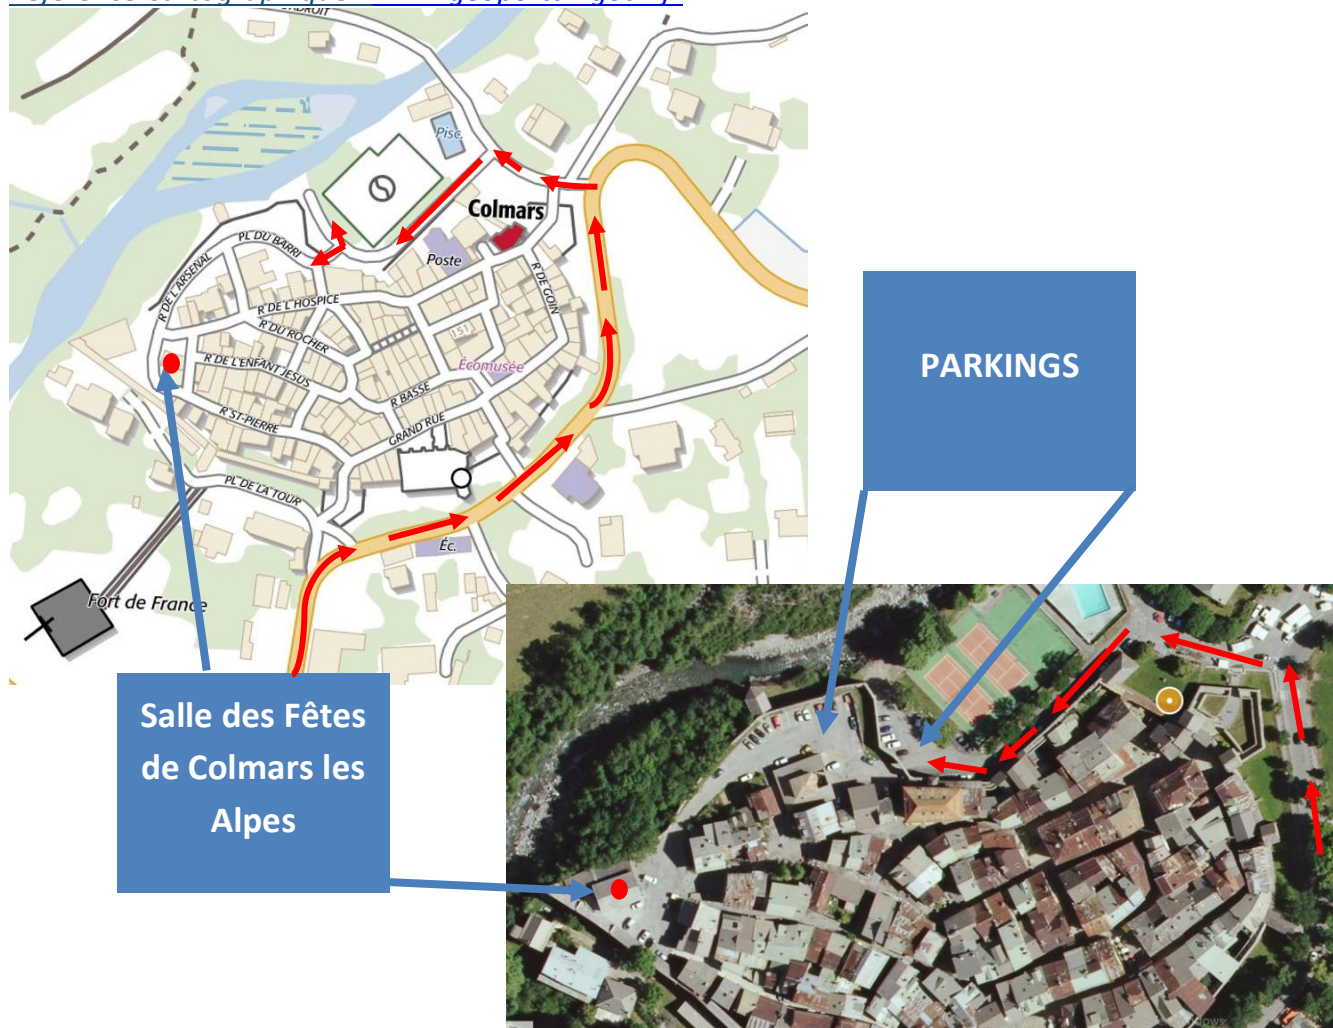 Colmars
Pisc.
Poste
PL DU BARRI
R DE L'ARSENAL
R DE L'HOSPICE
R DU ROCHER
R DE L'ENFANT JESUS
R DE GOIN
151
Écomusée
R BASSE
GRAND RUE
R ST-PIERRE
PL DE LA TOUR
Éc.
Fort de France
PARKINGS
Salle des Fêtes
de Colmars les
Alpes